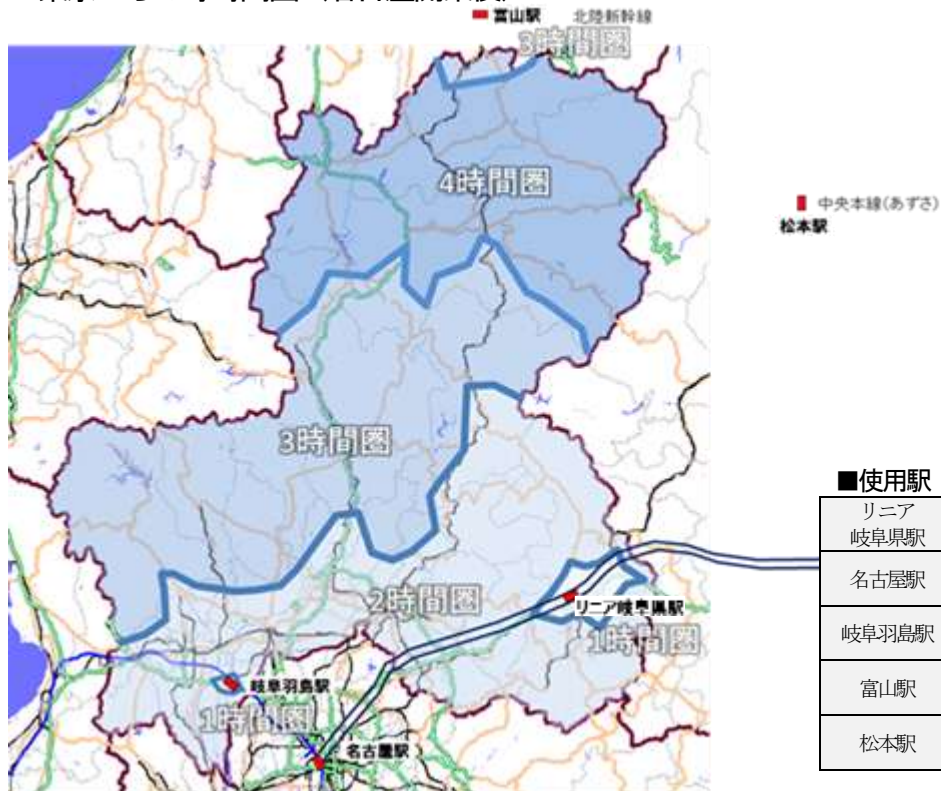 富山駅 北陸新幹線
3時間圏
4時間圏
中央本線(あずさ)
松本駅
3時間圏
■使用駅
リニア
岐阜県駅
名古屋駅
岐阜羽島駅
富山駅
松本駅
2時間圏
リニア岐阜県駅
1時間圏
岐阜羽島駅
1時間圏
名古屋駅